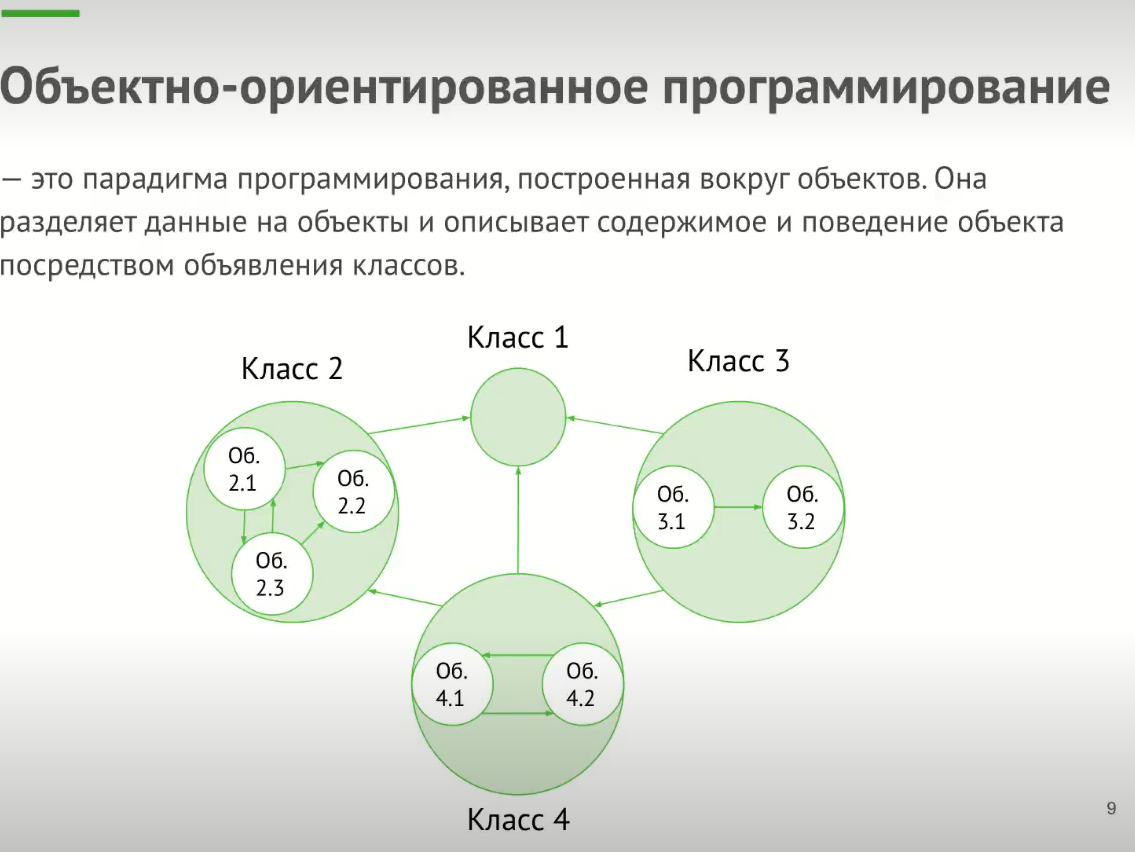 Объектно-ориентированное программирование
— это парадигма программирования, построенная вокруг объектов. Она
разделяет данные на объекты и описывает содержимое и поведение объекта
посредством объявления классов.
Класс 1
Класс 2
Класс 3
Об.
2.1
Об.
2.2
Об.
2.3
Об.
3.1
Об.
3.2
Об.
4.1
Об.
4.2
Класс 4
9